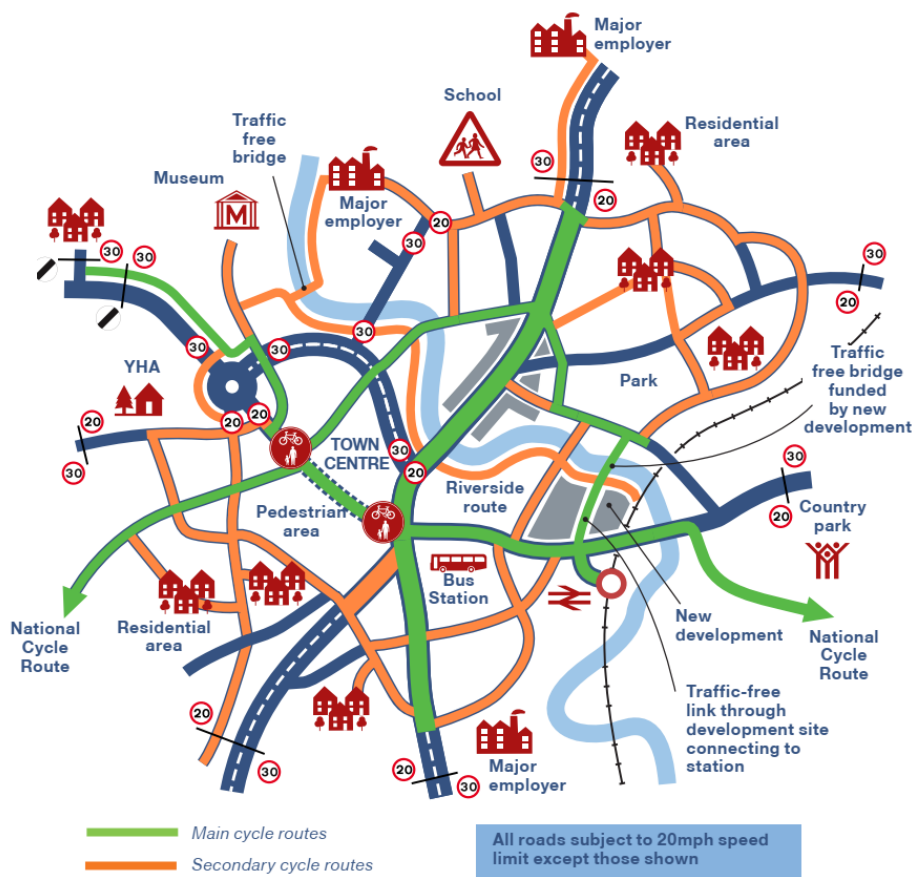 Major
employer
School
Traffic
free
bridge
Residential
area
Museum
M
Major
employer
30
20
20
30
30
30
30
20
30
30
30
YHA
20
20
20
30
30
20
TOWN
CENTRE
Park
Traffic
free bridge
funded
by new
development
Riverside
route
Pedestrian
area
30
20
Country
park
Bus
Station
National
Cycle
Route
Residential
area
New
development
National
Cycle
Route
Traffic-free
link through
development site
connecting to
station
20
30
20
30
Major
employer
Main cycle routes
Secondary cycle routes
All roads subject to 20mph speed
limit except those shown